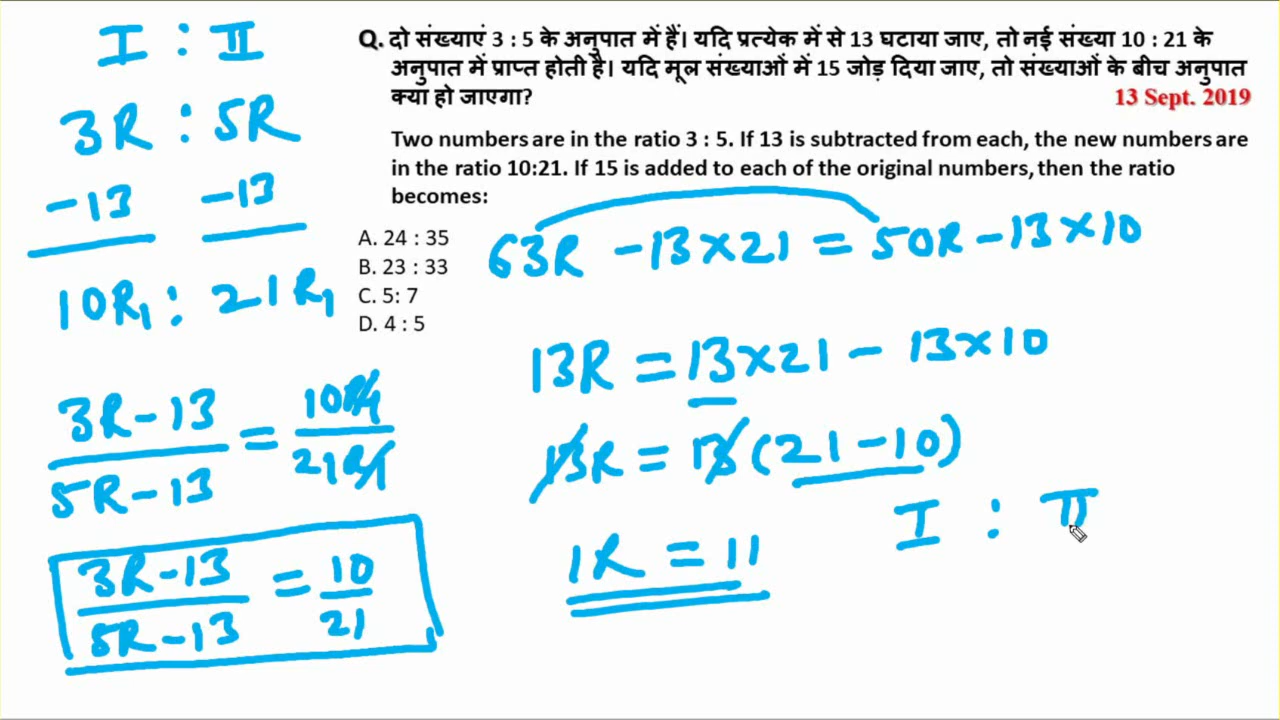 Q. दो संख्याएं 3 : 5 के अनुपात में हैं। यदि प्रत्येक में से 13 घटाया जाए, तो नई संख्या 10 : 21 के
अनुपात में प्राप्त होती है। यदि मूल संख्याओं में 15 जोड़ दिया जाए, तो संख्याओं के बीच अनुपात
क्या हो जाएगा?
13 Sept. 2019
Two numbers are in the ratio 3 : 5. If 13 is subtracted from each, the new numbers are
in the ratio 10:21. If 15 is added to each of the original numbers, then the ratio
becomes:
A. 24 : 35
B. 23 : 33
C. 5: 7
D. 4 : 5
I : II
3R : 5R
-13 -13
10R1 : 21R1
3R-13 = 10R1
5R-13 21R1
3R-13 = 10
5R-13 21
63R -13×21 = 50R -13×10
13R = 13×21 - 13×10
13R = 13 (21-10)
1R = 11
I : II